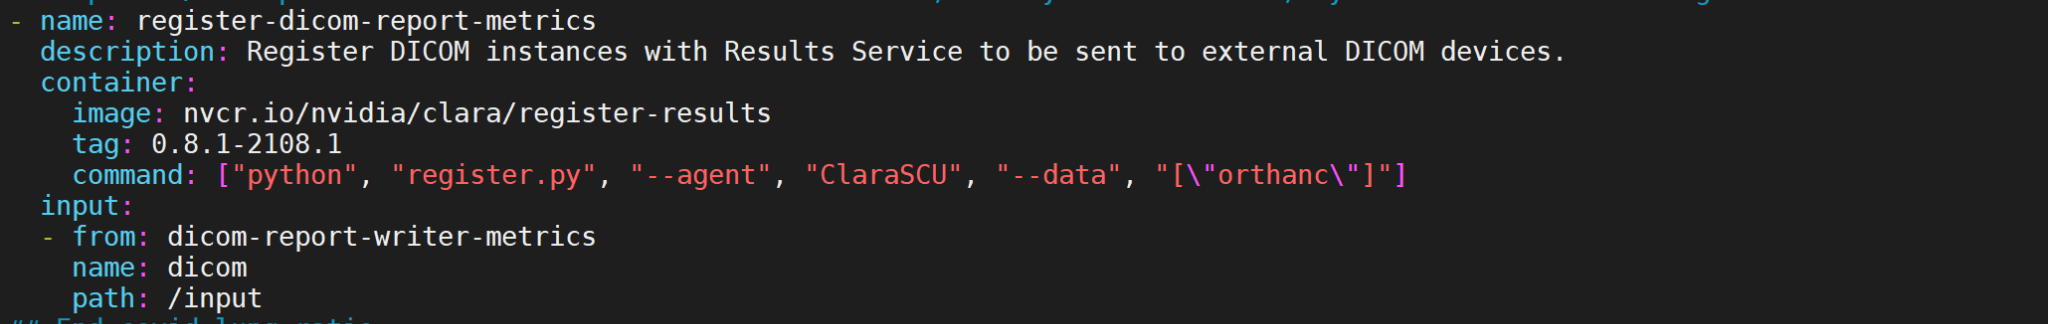 - name: register-dicom-report-metrics
  description: Register DICOM instances with Results Service to be sent to external DICOM devices.
  container:
    image: nvcr.io/nvidia/clara/register-results
    tag: 0.8.1-2108.1
    command: ["python", "register.py", "--agent", "ClaraSCU", "--data", "[\"orthanc\"]"]
  input:
  - from: dicom-report-writer-metrics
    name: dicom
    path: /input